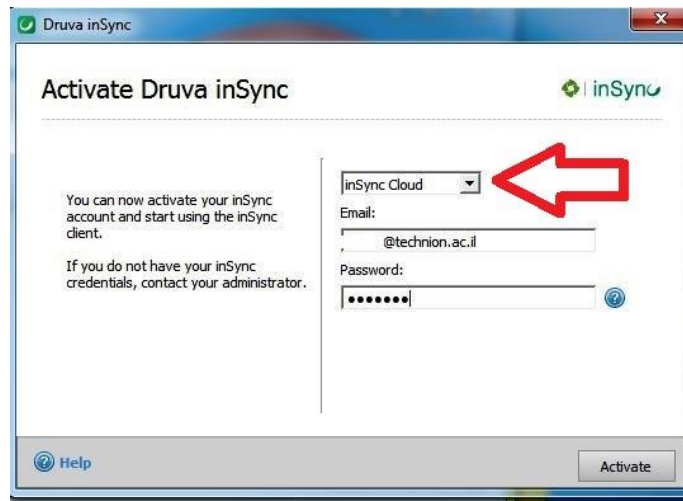 Druva inSync
x
Activate Druva inSync
inSync
You can now activate your inSync
account and start using the inSync
client.
If you do not have your inSync
credentials, contact your administrator.
inSync Cloud
Email:
@technion.ac.il
Password:
●●●●●●●
?
? Help
Activate